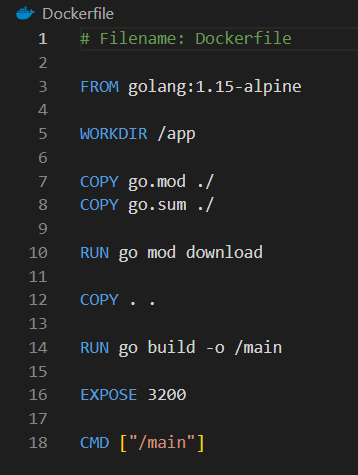 Dockerfile
1 # Filename: Dockerfile
2
3 FROM golang:1.15-alpine
4
5 WORKDIR /app
6
7 COPY go.mod ./
8 COPY go.sum ./
9
10 RUN go mod download
11
12 COPY . .
13
14 RUN go build -o /main
15
16 EXPOSE 3200
17
18 CMD ["/main"]